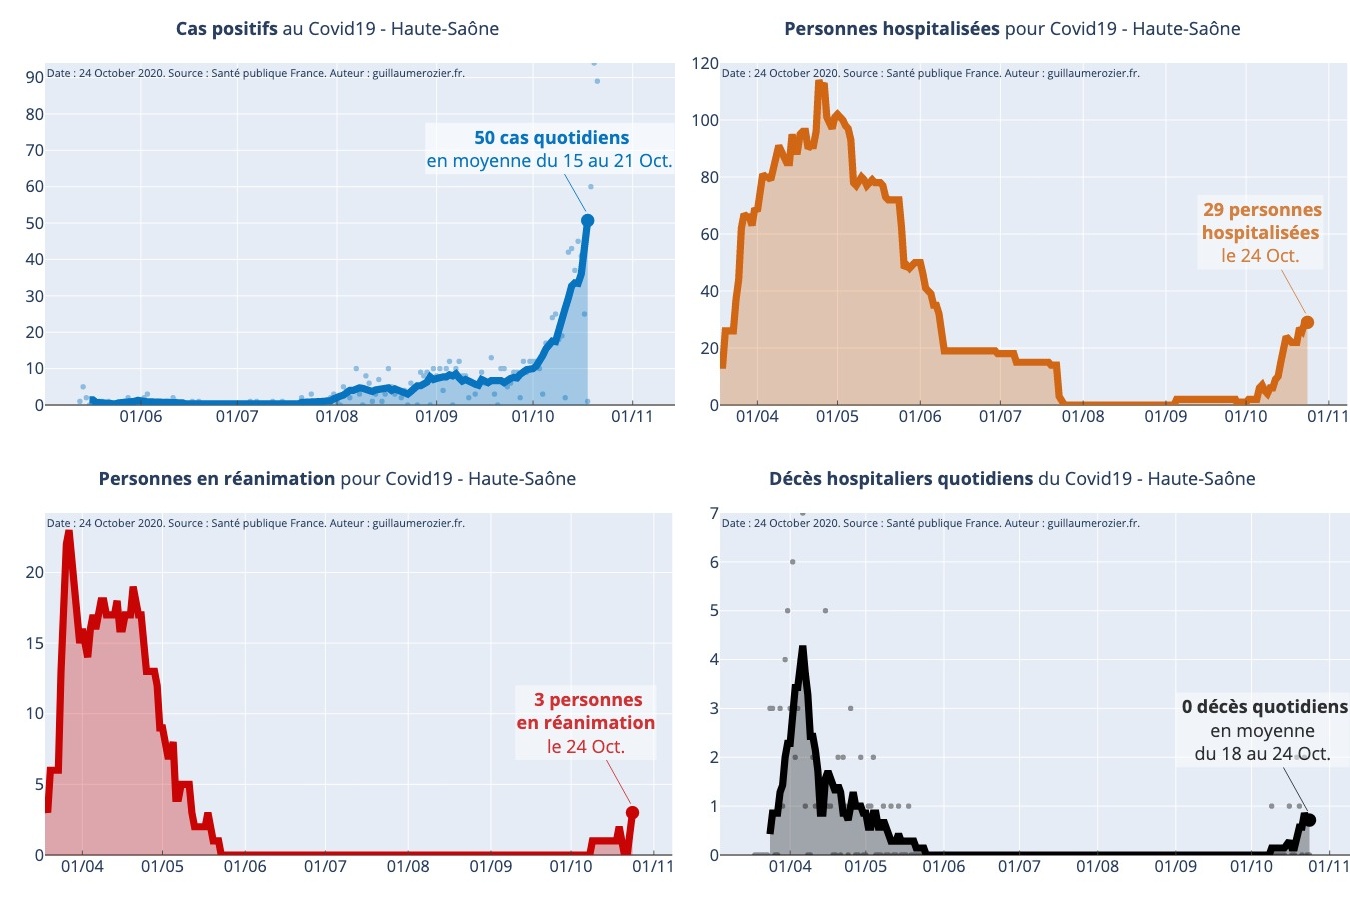 Cas positifs au Covid19 - Haute-Saône
Date : 24 October 2020. Source : Santé publique France. Auteur : guillaumerozier.fr.
90
80
70
60
50
40
30
20
10
0
50 cas quotidiens
en moyenne du 15 au 21 Oct.
01/06 01/07 01/08 01/09 01/10 01/11
Personnes hospitalisées pour Covid19 - Haute-Saône
Date : 24 October 2020. Source : Santé publique France. Auteur : guillaumerozier.fr.
120
100
80
60
40
20
0
29 personnes
hospitalisées
le 24 Oct.
01/04 01/05 01/06 01/07 01/08 01/09 01/10 01/11
Personnes en réanimation pour Covid19 - Haute-Saône
Date : 24 October 2020. Source : Santé publique France. Auteur : guillaumerozier.fr.
20
15
10
5
0
3 personnes
en réanimation
le 24 Oct.
01/04 01/05 01/06 01/07 01/08 01/09 01/10 01/11
Décès hospitaliers quotidiens du Covid19 - Haute-Saône
Date : 24 October 2020. Source : Santé publique France. Auteur : guillaumerozier.fr.
7
6
5
4
3
2
1
0
0 décès quotidiens
en moyenne
du 18 au 24 Oct.
01/04 01/05 01/06 01/07 01/08 01/09 01/10 01/11